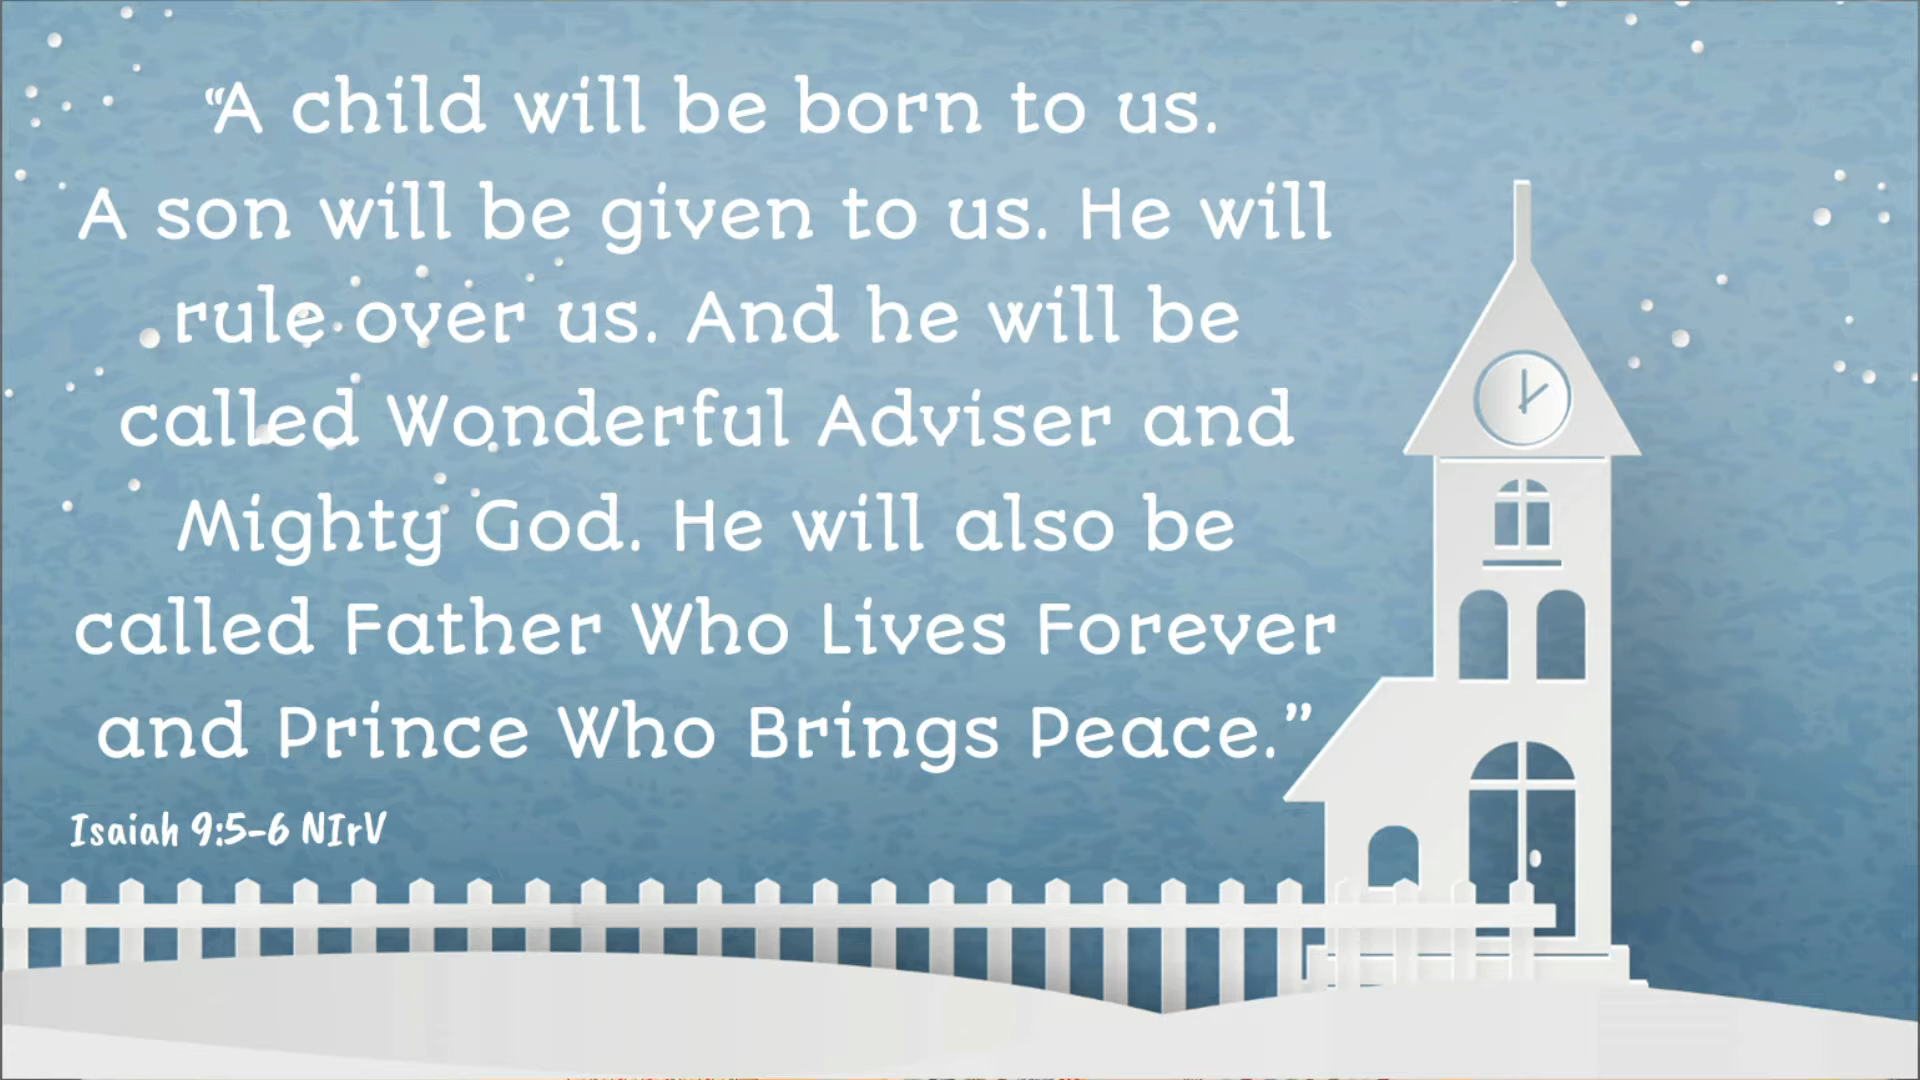 “A child will be born to us.
A son will be given to us. He will
rule over us. And he will be
called Wonderful Adviser and
Mighty God. He will also be
called Father Who Lives Forever
and Prince Who Brings Peace.”
Isaiah 9:5-6 NIrV